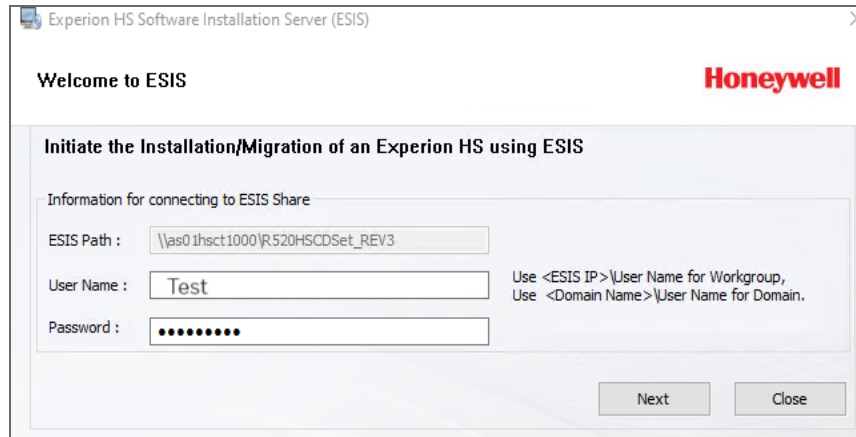 Experion HS Software Installation Server (ESIS)
Welcome to ESIS
Honeywell
Initiate the Installation/Migration of an Experion HS using ESIS
Information for connecting to ESIS Share
ESIS Path : \\as01hsct1000\R520HSCDSet_REV3
User Name : Test
Use <ESIS IP>\User Name for Workgroup,
Use <Domain Name>\User Name for Domain.
Password : •••••••••
Next Close